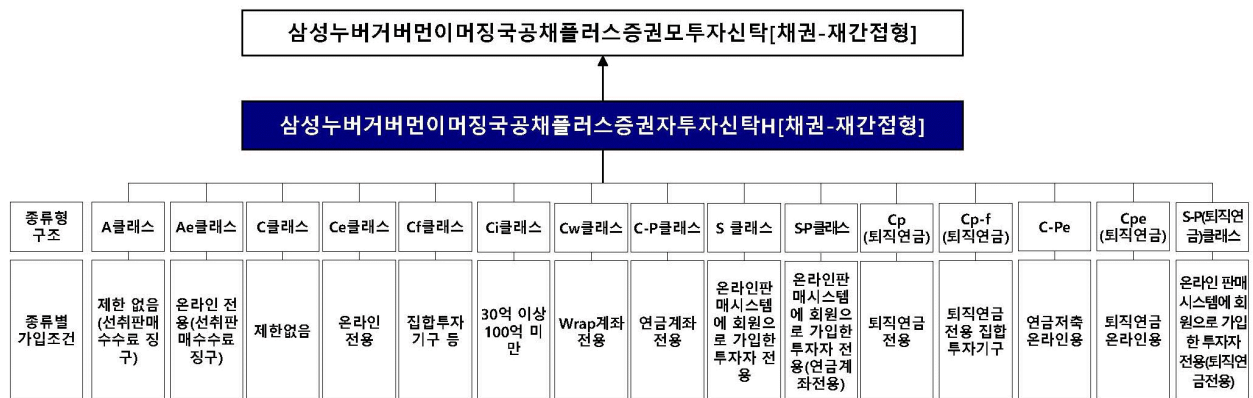 삼성누버거버먼이머징국공채플러스증권모투자신탁[채권-재간접형]
삼성누버거버먼이머징국공채플러스증권자투자신탁H[채권-재간접형]
종류형
구조
A클래스
Ae클래스
C클래스
Ce클래스
Cf클래스
Ci클래스
Cw클래스
C-P클래스
S 클래스
S-P클래스
Cp
(퇴직연금)
Cp-f
(퇴직연금)
C-Pe
Cpe
(퇴직연금)
S-P(퇴직연
금)클래스
종류별
가입조건
제한 없음
(선취판매
수수료 징
구)
온라인 전
용(선취판
매수수료
징구)
제한없음
온라인
전용
집합투자
기구 등
30억 이상
100억 미
만
Wrap계좌
전용
연금계좌
전용
온라인판
매시스템
에 회원으
로 가입한
투자자 전
용
온라인판
매시스템
에 회원으
로 가입한
투자자 전
용(연금계
좌전용)
퇴직연금
전용
퇴직연금
전용 집합
투자기구
연금저축
온라인용
퇴직연금
온라인용
온라인 판매
시스템에 회
원으로 가입
한 투자자
전용(퇴직연
금전용)